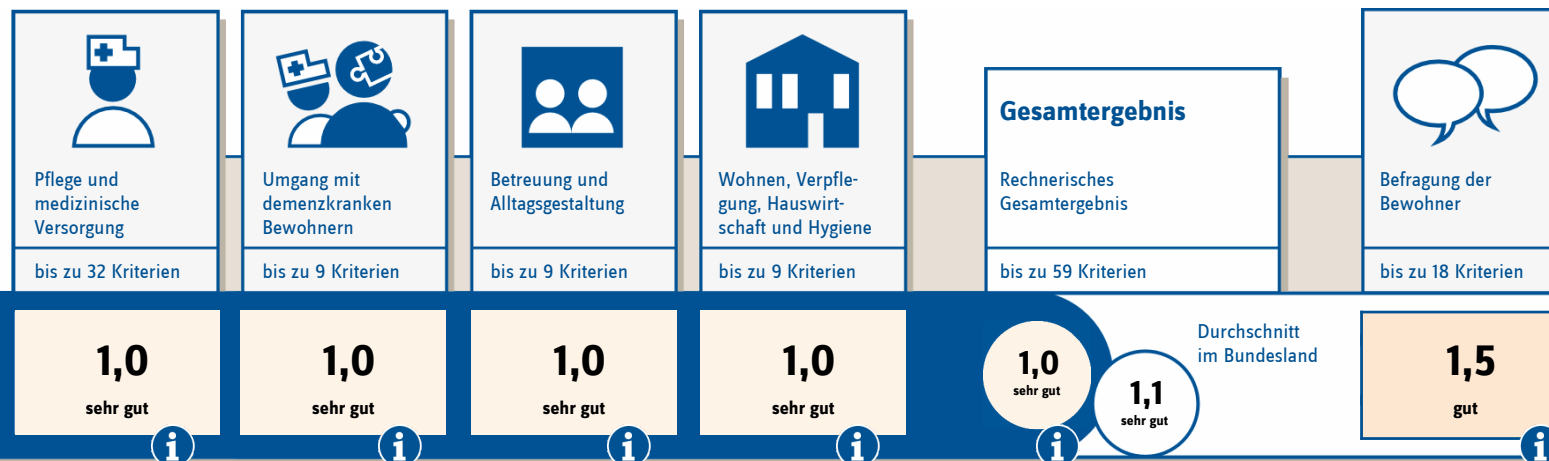 Pflege und
medizinische
Versorgung
bis zu 32 Kriterien
1,0
sehr gut
i
Umgang mit
demenzkranken
Bewohnern
bis zu 9 Kriterien
1,0
sehr gut
i
Betreuung und
Alltagsgestaltung
bis zu 9 Kriterien
1,0
sehr gut
i
Wohnen, Verpfle-
gung, Hauswirt-
schaft und Hygiene
bis zu 9 Kriterien
1,0
sehr gut
i
Gesamtergebnis
Rechnerisches
Gesamtergebnis
bis zu 59 Kriterien
1,0
sehr gut
i
1,1
sehr gut
Durchschnitt
im Bundesland
Befragung der
Bewohner
bis zu 18 Kriterien
1,5
gut
i